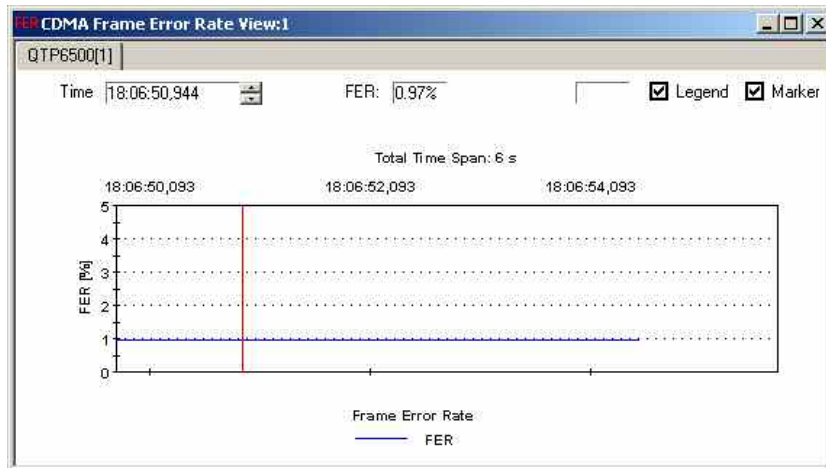 FER CDMA Frame Error Rate View:1
QTP6500[1]
Time 18:06:50,944 FER: 0.97% Legend Marker
Total Time Span: 6 s
18:06:50,093 18:06:52,093 18:06:54,093
FER [%]
5
4
3
2
1
0
Frame Error Rate
FER